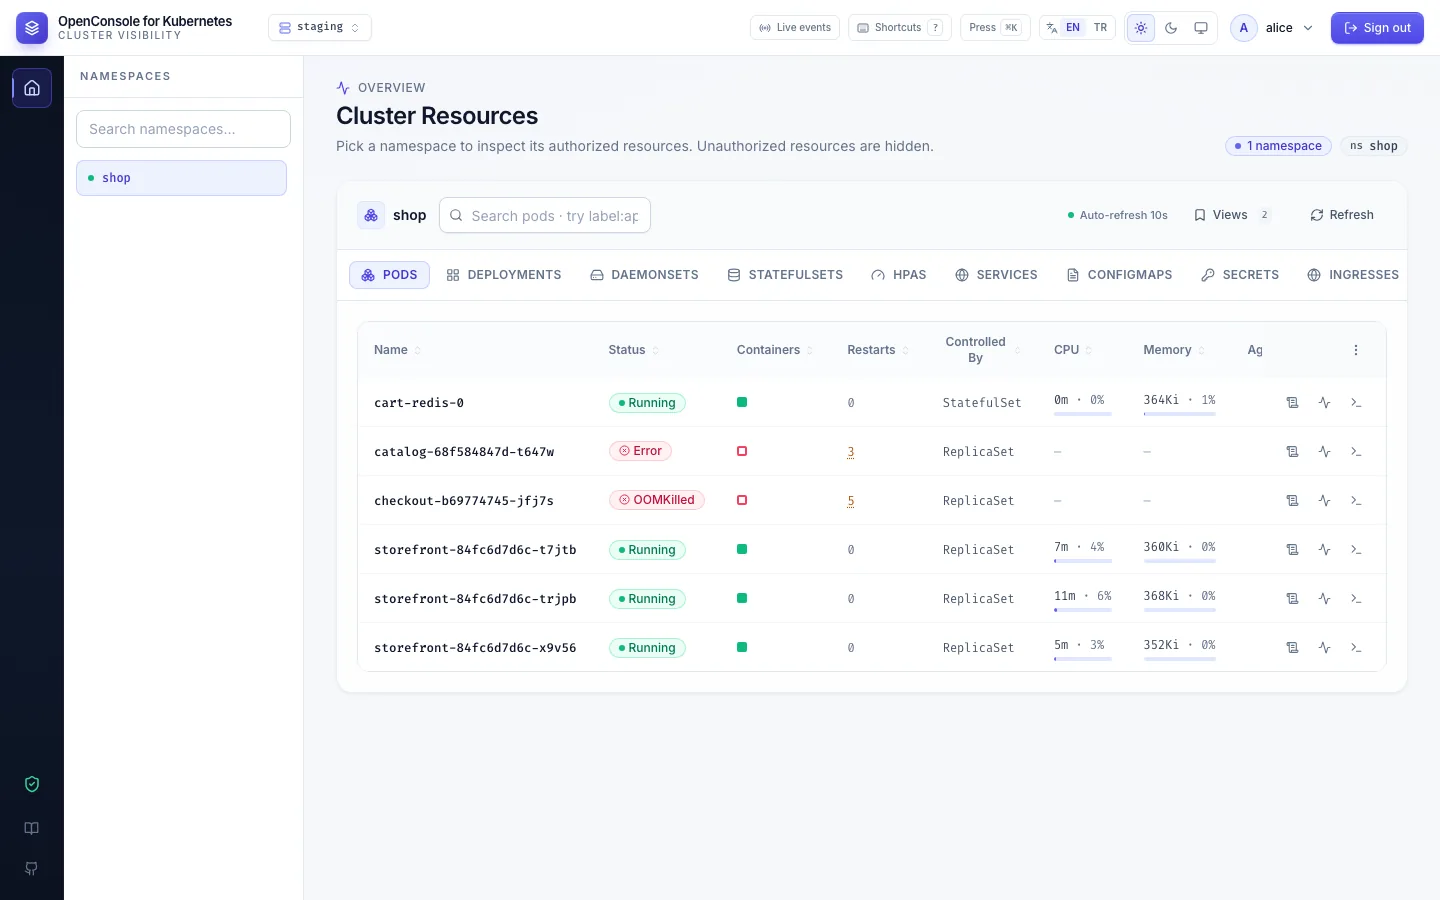 OpenConsole for Kubernetes
CLUSTER VISIBILITY
staging
Live events
Shortcuts ?
Press ⌘K
EN TR
A alice
Sign out
NAMESPACES
Search namespaces...
shop
OVERVIEW
Cluster Resources
Pick a namespace to inspect its authorized resources. Unauthorized resources are hidden.
1 namespace
ns shop
shop
Search pods · try label:ap
Auto-refresh 10s
Views 2
Refresh
PODS DEPLOYMENTS DAEMONSETS STATEFULSETS HPAS SERVICES CONFIGMAPS SECRETS INGRESSES
Name Status Containers Restarts Controlled By CPU Memory Ag
cart-redis-0 Running 0 StatefulSet 0m · 0% 364Ki · 1%
catalog-68f584847d-t647w Error 3 ReplicaSet — —
checkout-b69774745-jfj7s OOMKilled 5 ReplicaSet — —
storefront-84fc6d7d6c-t7jtb Running 0 ReplicaSet 7m · 4% 360Ki · 0%
storefront-84fc6d7d6c-trjpb Running 0 ReplicaSet 11m · 6% 368Ki · 0%
storefront-84fc6d7d6c-x9v56 Running 0 ReplicaSet 5m · 3% 352Ki · 0%